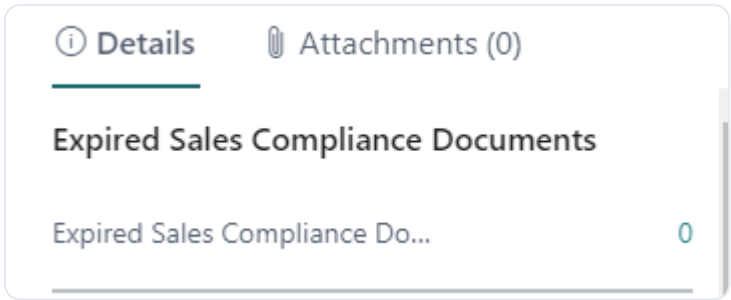 Details Attachments (0)
Expired Sales Compliance Documents
Expired Sales Compliance Do... 0